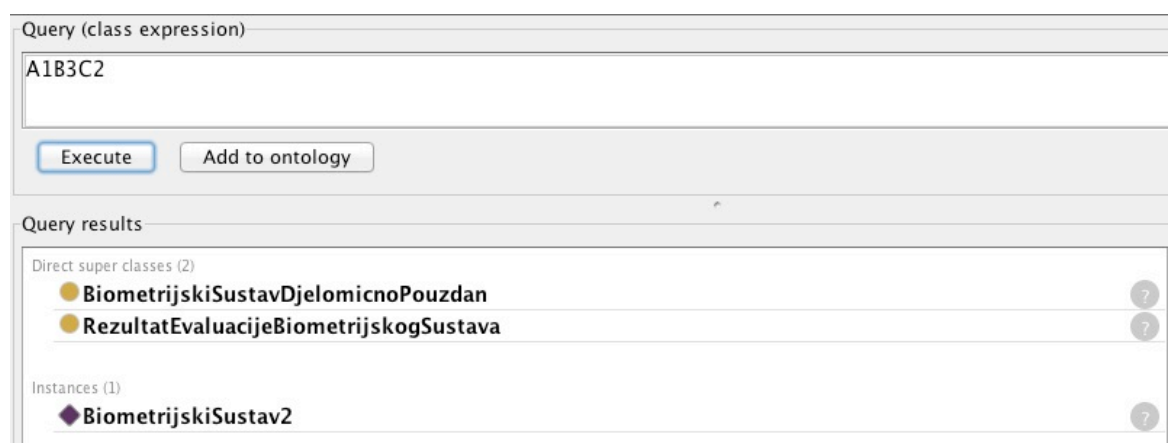 Query (class expression)
A1B3C2
Execute Add to ontology
Query results
Direct super classes (2)
BiometrijskiSustavDjelomicnoPouzdan ?
RezultatEvaluacijeBiometrijskogSustava ?
Instances (1)
BiometrijskiSustav2 ?